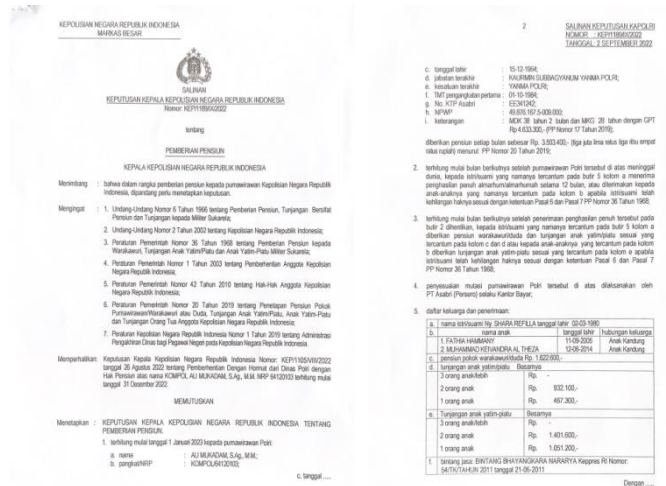 KEPOLISIAN NEGARA REPUBLIK INDONESIA
MARKAS BESAR
SALINAN
KEPUTUSAN KEPALA KEPOLISIAN NEGARA REPUBLIK INDONESIA
Nomor: KEP/1189/IX/2022
tentang
PEMBERIAN PENSIUN
KEPALA KEPOLISIAN NEGARA REPUBLIK INDONESIA
Menimbang : bahwa dalam rangka pemberian pensiun kepada purnawirawan Kepolisian Negara Republik
Indonesia, dipandang perlu menetapkan keputusan.
Mengingat : 1. Undang-Undang Nomor 6 Tahun 1966 tentang Pemberian Pensiun, Tunjangan Bersifat
Pensiun dan Tunjangan kepada Militer Sukarela;
2. Undang-Undang Nomor 2 Tahun 2002 tentang Kepolisian Negara Republik Indonesia;
3. Peraturan Pemerintah Nomor 36 Tahun 1968 tentang Pemberian Pensiun kepada
Warakawuri, Tunjangan Anak Yatim/Piatu dan Anak Yatim-Piatu Militer Sukarela;
4. Peraturan Pemerintah Nomor 1 Tahun 2003 tentang Pemberhentian Anggota Kepolisian
Negara Republik Indonesia;
5. Peraturan Pemerintah Nomor 42 Tahun 2010 tentang Hak-Hak Anggota Kepolisian
Negara Republik Indonesia;
6. Peraturan Pemerintah Nomor 20 Tahun 2019 tentang Penetapan Pensiun Pokok
Purnawirawan/Warakawuri atau Duda, Tunjangan Anak Yatim/Piatu, Anak Yatim-Piatu
dan Tunjangan Orang Tua Anggota Kepolisian Negara Republik Indonesia;
7. Peraturan Kepolisian Negara Republik Indonesia Nomor 1 Tahun 2019 tentang Administrasi
Pengakhiran Dinas bagi Pegawai Negeri pada Kepolisian Negara Republik Indonesia.
Memperhatikan: Keputusan Kepala Kepolisian Negara Republik Indonesia Nomor: KEP/1105/VIII/2022
tanggal 26 Agustus 2022 tentang Pemberhentian Dengan Hormat dari Dinas Polri dengan
Hak Pensiun atas nama KOMPOL ALI MUKADAM, S.Ag., M.M. NRP 64120103 terhitung mulai
tanggal 31 Desember 2022.
MEMUTUSKAN
Menetapkan : KEPUTUSAN KEPALA KEPOLISIAN NEGARA REPUBLIK INDONESIA TENTANG
PEMBERIAN PENSIUN.
1. terhitung mulai tanggal 1 Januari 2023 kepada purnawirawan Polri:
a. nama : ALI MUKADAM, S.Ag., M.M.;
b. pangkat/NRP : KOMPOL/64120103;
c. tanggal .....
2
SALINAN KEPUTUSAN KAPOLRI
NOMOR : KEP/1189/IX/2022
TANGGAL: 2 SEPTEMBER 2022
c. tanggal lahir : 15-12-1964;
d. jabatan terakhir : KAURMIN SUBBAGYANUM YANMA POLRI;
e. kesatuan terakhir : YANMA POLRI;
f. TMT pengangkatan pertama : 01-10-1984;
g. No. KTP Asabri : EE341242;
h. NPWP : 49.876.167.5-009.000;
i. keterangan : MDK 38 tahun 2 bulan dan MKG 28 tahun dengan GPT
Rp 4.633.300,- (PP Nomor 17 Tahun 2019);
diberikan pensiun setiap bulan sebesar Rp. 3.503.400,- (tiga juta lima ratus tiga ribu empat
ratus rupiah) menurut PP Nomor 20 Tahun 2019;
2. terhitung mulai bulan berikutnya setelah purnawirawan Polri tersebut di atas meninggal
dunia, kepada istri/suami yang namanya tercantum pada butir 5 kolom a menerima
penghasilan penuh almarhum/almarhumah selama 12 bulan, atau diterimakan kepada
anak-anaknya yang namanya tercantum pada kolom b apabila istri/suami telah
kehilangan haknya sesuai dengan ketentuan Pasal 5 dan Pasal 7 PP Nomor 36 Tahun 1968;
3. terhitung mulai bulan berikutnya setelah penerimaan penghasilan penuh tersebut pada
butir 2 dihentikan, kepada istri/suami yang namanya tercantum pada butir 5 kolom a
diberikan pensiun warakawuri/duda dan tunjangan anak yatim/piatu sesuai yang
tercantum pada kolom c dan d atau kepada anak-anaknya yang tercantum pada kolom
b diberikan tunjangan anak yatim-piatu yang sesuai tercantum pada kolom e apabila
istri/suami telah kehilangan haknya sesuai dengan ketentuan Pasal 6 dan Pasal 7
PP Nomor 36 Tahun 1968;
4. penyesuaian mutasi purnawirawan Polri tersebut di atas dilaksanakan oleh
PT Asabri (Persero) selaku Kantor Bayar;
5. daftar keluarga dan penerimaan:
a. nama istri/suami Ny. SHARA REFILLA tanggal lahir 02-03-1980
b. nama anak tanggal lahir hubungan keluarga
1. FATHIA HAMMANY 11-09-2005 Anak Kandung
2. MUHAMMAD KEIVANDRA AL THEZA 12-06-2014 Anak Kandung
c. pensiun pokok warakawuri/duda Rp. 1.622.600,-
d. tunjangan anak yatim/piatu Besarnya
3 orang anak/lebih Rp. -
2 orang anak Rp. 932.100,-
1 orang anak Rp. 467.300,-
e. Tunjangan anak yatim-piatu Besarnya
3 orang anak/lebih Rp. -
2 orang anak Rp. 1.401.600,-
1 orang anak Rp. 1.051.200,-
f. bintang jasa: BINTANG BHAYANGKARA NARARYA Keppres RI Nomor:
54/TK/TAHUN 2011 tanggal 21-06-2011
Dengan .....